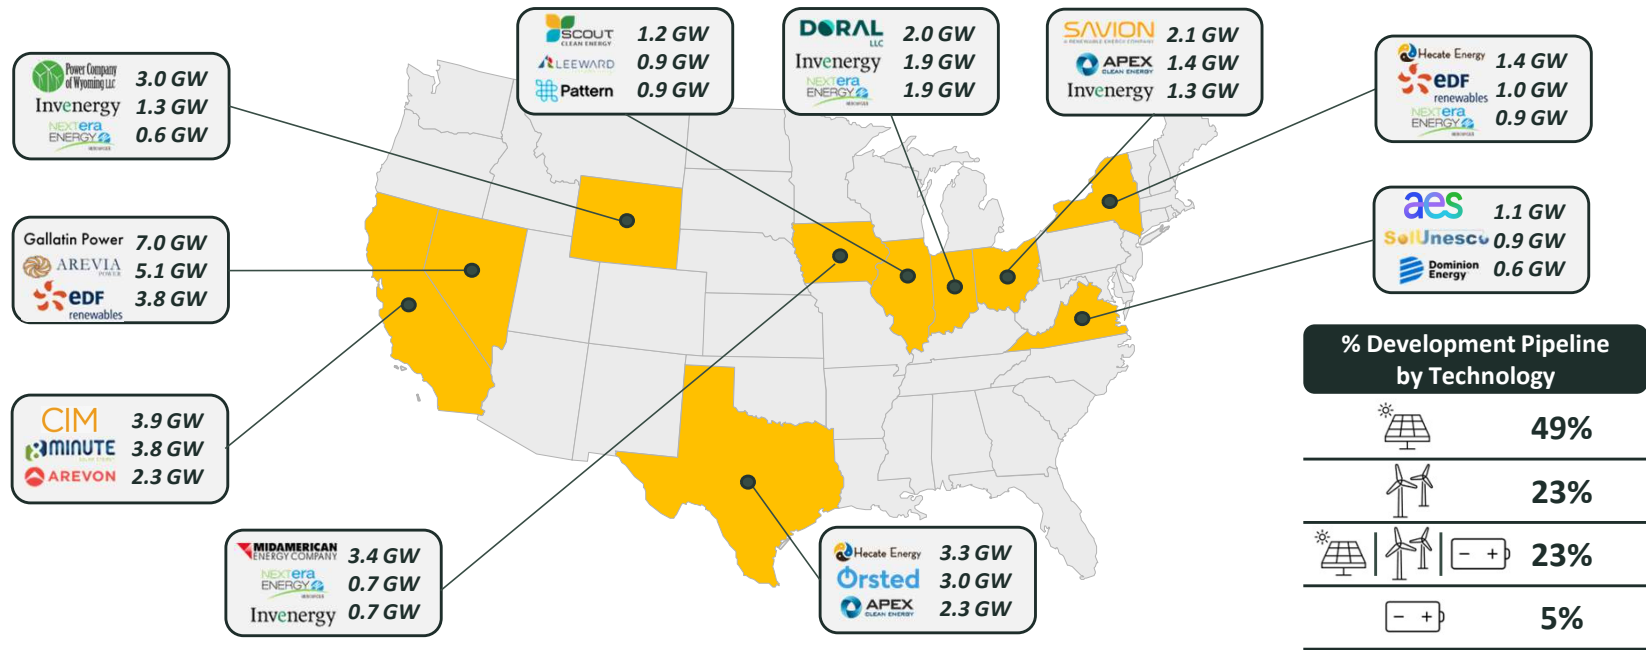 Power Company
of Wyoming LLC
3.0 GW
Invenergy
1.3 GW
NEXTera
ENERGY
0.6 GW
SCOUT
CLEAN ENERGY
1.2 GW
LEEWARD
0.9 GW
Pattern
0.9 GW
DORAL
LLC
2.0 GW
Invenergy
1.9 GW
NEXTera
ENERGY
1.9 GW
SAVION
A RENEWABLE ENERGY COMPANY
2.1 GW
APEX
CLEAN ENERGY
1.4 GW
Invenergy
1.3 GW
Hecate Energy
1.4 GW
eDF
renewables
1.0 GW
NEXTera
ENERGY
0.9 GW
Gallatin Power
7.0 GW
AREVIA
POWER
5.1 GW
eDF
renewables
3.8 GW
aes
1.1 GW
SolUnesco
0.9 GW
Dominion
Energy
0.6 GW
CIM
3.9 GW
8MINUTE
3.8 GW
AREVON
2.3 GW
MIDAMERICAN
ENERGY COMPANY
3.4 GW
NEXTera
ENERGY
0.7 GW
Invenergy
0.7 GW
Hecate Energy
3.3 GW
Ørsted
3.0 GW
APEX
CLEAN ENERGY
2.3 GW
% Development Pipeline
by Technology
49%
23%
23%
5%